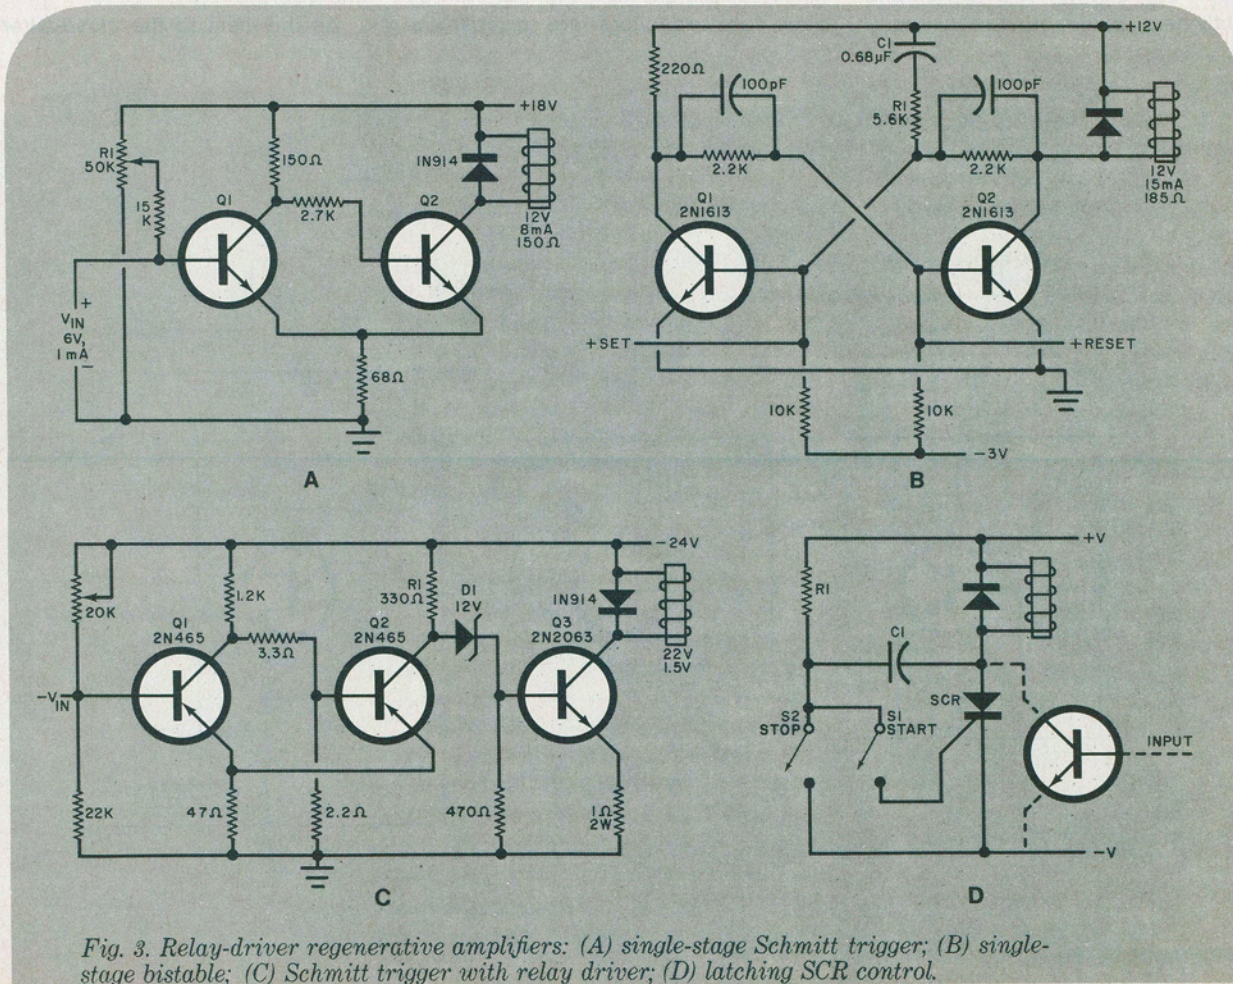 +18V
R1
50K
15
K
150Ω
Q1
2.7K
Q2
1N914
12V
8mA
150Ω
+
VIN
6V,
1mA
−
68Ω
A
+12V
220Ω
100pF
C1
0.68µF
R1
5.6K
100pF
2.2K
2.2K
Q1
2N1613
Q2
2N1613
12V
15mA
185Ω
+SET
+RESET
10K
10K
−3V
B
−24V
20K
1.2K
R1
330Ω
D1
12V
1N914
Q1
2N465
3.3Ω
Q2
2N465
Q3
2N2063
22V
1.5V
−VIN
22K
47Ω
2.2Ω
470Ω
1Ω
2W
C
+V
R1
C1
SCR
S2
STOP
S1
START
INPUT
−V
D
Fig. 3. Relay-driver regenerative amplifiers: (A) single-stage Schmitt trigger; (B) single-
stage bistable; (C) Schmitt trigger with relay driver; (D) latching SCR control.